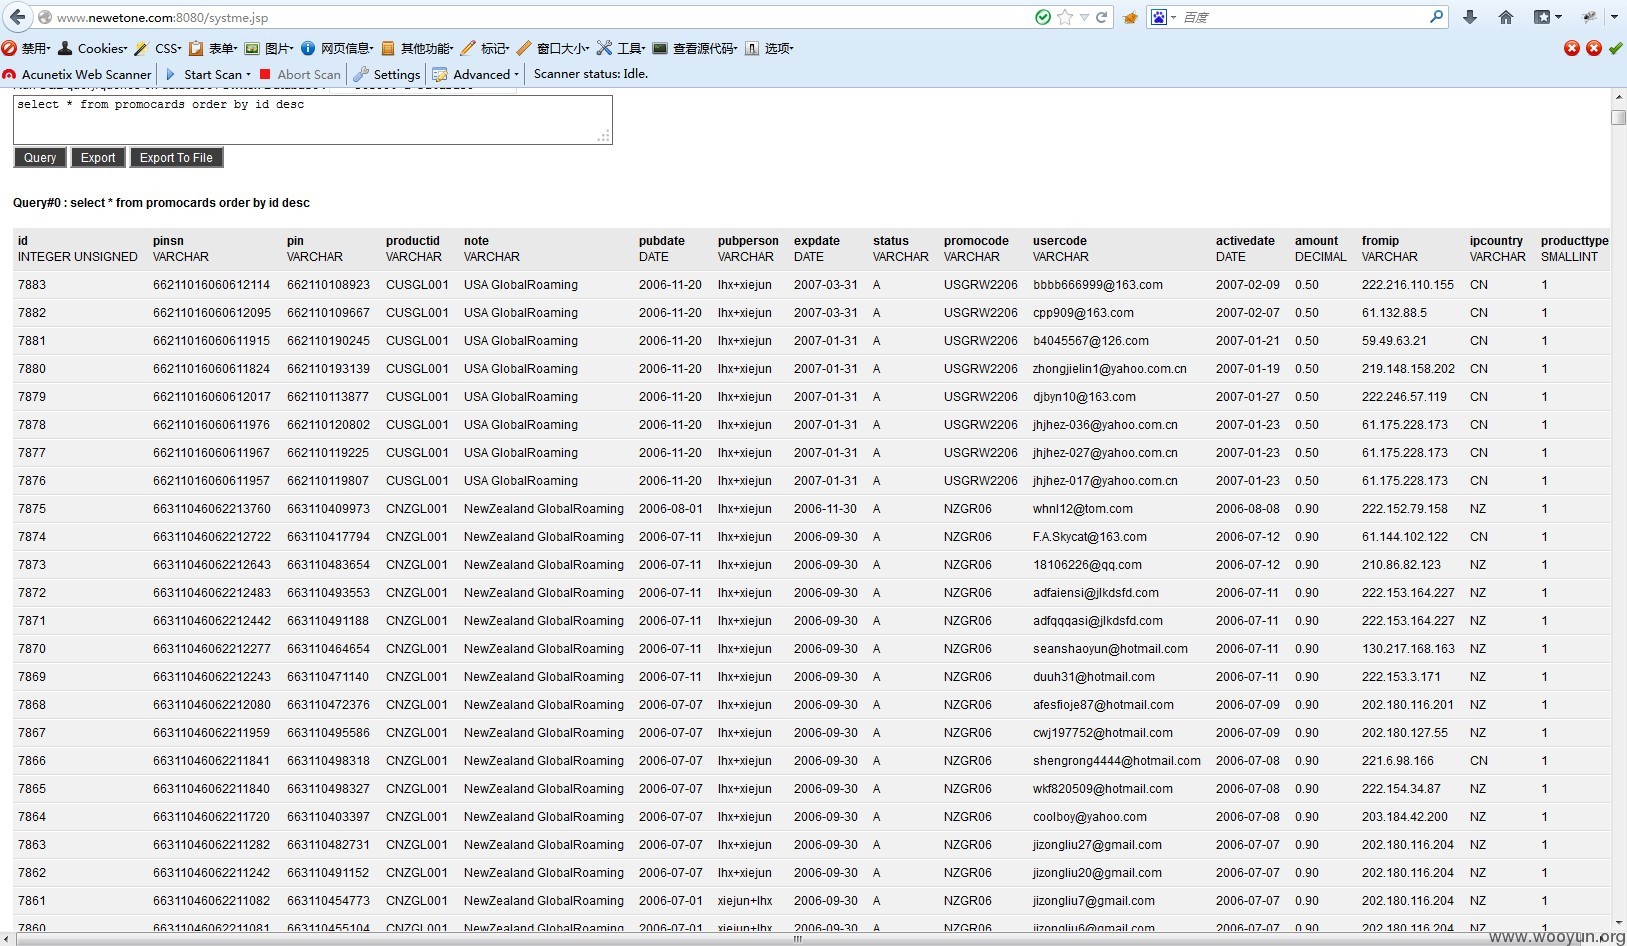 www.newetone.com:8080/systme.jsp 百度
禁用 Cookies CSS 表单 图片 网页信息 其他功能 标记 窗口大小 工具 查看源代码 选项
Acunetix Web Scanner Start Scan Abort Scan Settings Advanced Scanner status: Idle.
select * from promocards order by id desc
Query Export Export To File
Query#0 : select * from promocards order by id desc
id pinsn pin productid note pubdate pubperson expdate status promocode usercode activedate amount fromip ipcountry producttype
INTEGER UNSIGNED VARCHAR VARCHAR VARCHAR VARCHAR DATE VARCHAR DATE VARCHAR VARCHAR VARCHAR DATE DECIMAL VARCHAR VARCHAR SMALLINT
7883 66211016060612114 662110108923 CUSGL001 USA GlobalRoaming 2006-11-20 lhx+xiejun 2007-03-31 A USGRW2206 bbbb666999@163.com 2007-02-09 0.50 222.216.110.155 CN 1
7882 66211016060612095 662110109667 CUSGL001 USA GlobalRoaming 2006-11-20 lhx+xiejun 2007-03-31 A USGRW2206 cpp909@163.com 2007-02-07 0.50 61.132.88.5 CN 1
7881 66211016060611915 662110190245 CUSGL001 USA GlobalRoaming 2006-11-20 lhx+xiejun 2007-01-31 A USGRW2206 b4045567@126.com 2007-01-21 0.50 59.49.63.21 CN 1
7880 66211016060611824 662110193139 CUSGL001 USA GlobalRoaming 2006-11-20 lhx+xiejun 2007-01-31 A USGRW2206 zhongjielin1@yahoo.com.cn 2007-01-19 0.50 219.148.158.202 CN 1
7879 66211016060612017 662110113877 CUSGL001 USA GlobalRoaming 2006-11-20 lhx+xiejun 2007-01-31 A USGRW2206 djbyn10@163.com 2007-01-27 0.50 222.246.57.119 CN 1
7878 66211016060611976 662110120802 CUSGL001 USA GlobalRoaming 2006-11-20 lhx+xiejun 2007-01-31 A USGRW2206 jhjhez-036@yahoo.com.cn 2007-01-23 0.50 61.175.228.173 CN 1
7877 66211016060611967 662110119225 CUSGL001 USA GlobalRoaming 2006-11-20 lhx+xiejun 2007-01-31 A USGRW2206 jhjhez-027@yahoo.com.cn 2007-01-23 0.50 61.175.228.173 CN 1
7876 66211016060611957 662110119807 CUSGL001 USA GlobalRoaming 2006-11-20 lhx+xiejun 2007-01-31 A USGRW2206 jhjhez-017@yahoo.com.cn 2007-01-23 0.50 61.175.228.173 CN 1
7875 66311046062213760 663110409973 CNZGL001 NewZealand GlobalRoaming 2006-08-01 lhx+xiejun 2006-11-30 A NZGR06 whnl12@tom.com 2006-08-08 0.90 222.152.79.158 NZ 1
7874 66311046062212722 663110417794 CNZGL001 NewZealand GlobalRoaming 2006-07-11 lhx+xiejun 2006-09-30 A NZGR06 F.A.Skycat@163.com 2006-07-12 0.90 61.144.102.122 CN 1
7873 66311046062212643 663110483654 CNZGL001 NewZealand GlobalRoaming 2006-07-11 lhx+xiejun 2006-09-30 A NZGR06 18106226@qq.com 2006-07-12 0.90 210.86.82.123 NZ 1
7872 66311046062212483 663110493553 CNZGL001 NewZealand GlobalRoaming 2006-07-11 lhx+xiejun 2006-09-30 A NZGR06 adfaiensi@jlkdsfd.com 2006-07-11 0.90 222.153.164.227 NZ 1
7871 66311046062212442 663110491188 CNZGL001 NewZealand GlobalRoaming 2006-07-11 lhx+xiejun 2006-09-30 A NZGR06 adfqqqasi@jlkdsfd.com 2006-07-11 0.90 222.153.164.227 NZ 1
7870 66311046062212277 663110464654 CNZGL001 NewZealand GlobalRoaming 2006-07-11 lhx+xiejun 2006-09-30 A NZGR06 seanshaoyun@hotmail.com 2006-07-11 0.90 130.217.168.163 NZ 1
7869 66311046062212243 663110471140 CNZGL001 NewZealand GlobalRoaming 2006-07-11 lhx+xiejun 2006-09-30 A NZGR06 duuh31@hotmail.com 2006-07-11 0.90 222.153.3.171 NZ 1
7868 66311046062212080 663110472376 CNZGL001 NewZealand GlobalRoaming 2006-07-07 lhx+xiejun 2006-09-30 A NZGR06 afesfioje87@hotmail.com 2006-07-09 0.90 202.180.116.201 NZ 1
7867 66311046062211959 663110495586 CNZGL001 NewZealand GlobalRoaming 2006-07-07 lhx+xiejun 2006-09-30 A NZGR06 cwj197752@hotmail.com 2006-07-09 0.90 202.180.127.55 NZ 1
7866 66311046062211841 663110498318 CNZGL001 NewZealand GlobalRoaming 2006-07-07 lhx+xiejun 2006-09-30 A NZGR06 shengrong4444@hotmail.com 2006-07-08 0.90 221.6.98.166 CN 1
7865 66311046062211840 663110498327 CNZGL001 NewZealand GlobalRoaming 2006-07-07 lhx+xiejun 2006-09-30 A NZGR06 wkf820509@hotmail.com 2006-07-08 0.90 222.154.34.87 NZ 1
7864 66311046062211720 663110403397 CNZGL001 NewZealand GlobalRoaming 2006-07-07 lhx+xiejun 2006-09-30 A NZGR06 coolboy@yahoo.com 2006-07-08 0.90 203.184.42.200 NZ 1
7863 66311046062211282 663110482731 CNZGL001 NewZealand GlobalRoaming 2006-07-07 lhx+xiejun 2006-09-30 A NZGR06 jizongliu27@gmail.com 2006-07-07 0.90 202.180.116.204 NZ 1
7862 66311046062211242 663110491152 CNZGL001 NewZealand GlobalRoaming 2006-07-07 lhx+xiejun 2006-09-30 A NZGR06 jizongliu20@gmail.com 2006-07-07 0.90 202.180.116.204 NZ 1
7861 66311046062211082 663110454773 CNZGL001 NewZealand GlobalRoaming 2006-07-01 xiejun+lhx 2006-09-30 A NZGR06 jizongliu7@gmail.com 2006-07-07 0.90 202.180.116.204 NZ 1
7860 66311046062211081 663110455104 CNZGL001 NewZealand GlobalRoaming 2006-07-01 xiejun+lhx 2006-09-30 A NZGR06 jizongliu6@gmail.com 2006-07-07 0.90 202.180.116.204 NZ 1
www.wooyun.org